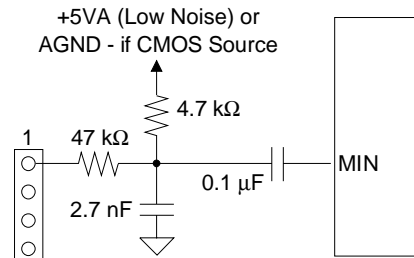 +5VA (Low Noise) or
AGND - if CMOS Source
4.7 kΩ
1
47 kΩ
MIN
0.1 μF
2.7 nF